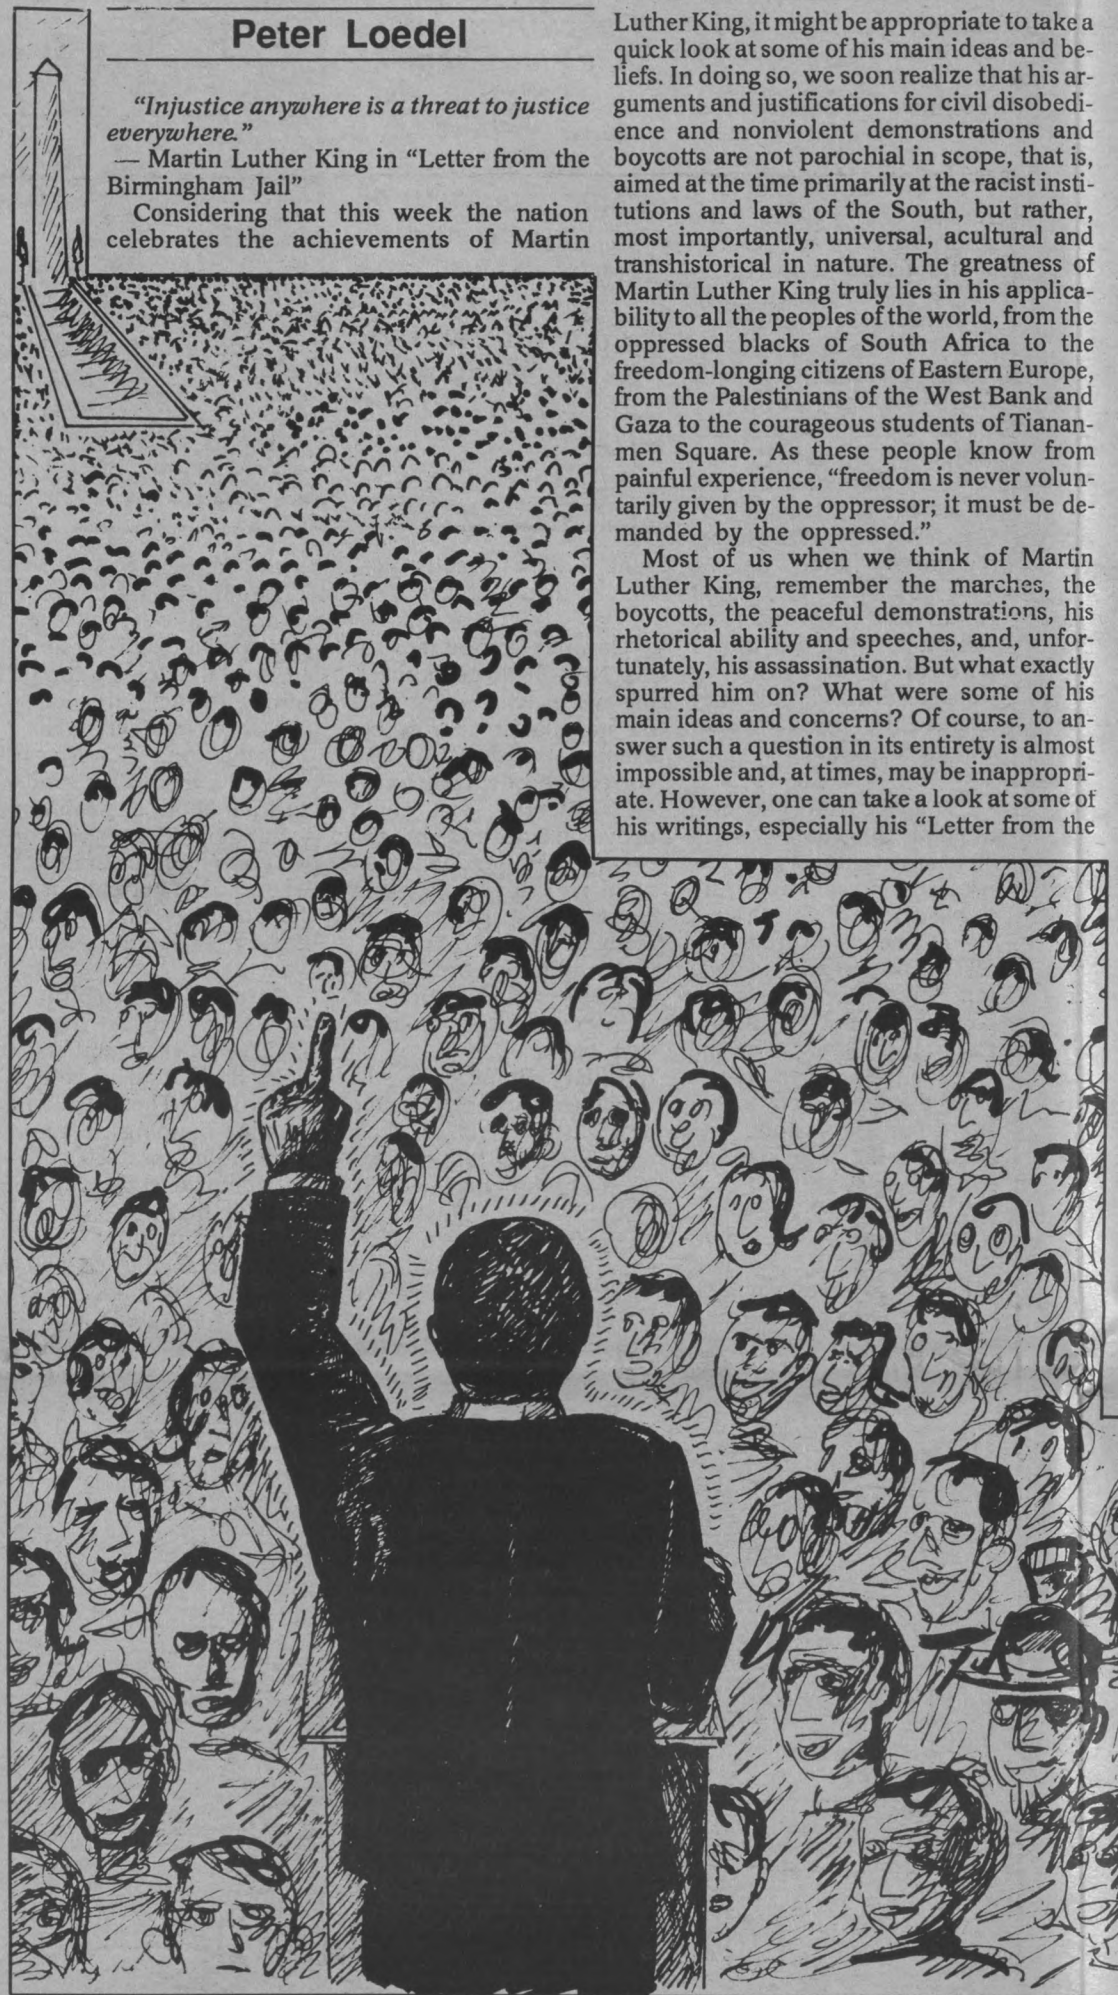 Peter Loedel
"Injustice anywhere is a threat to justice
everywhere."
— Martin Luther King in "Letter from the
Birmingham Jail"
Considering that this week the nation
celebrates the achievements of Martin
Luther King, it might be appropriate to take a
quick look at some of his main ideas and be-
liefs. In doing so, we soon realize that his ar-
guments and justifications for civil disobedi-
ence and nonviolent demonstrations and
boycotts are not parochial in scope, that is,
aimed at the time primarily at the racist insti-
tutions and laws of the South, but rather,
most importantly, universal, acultural and
transhistorical in nature. The greatness of
Martin Luther King truly lies in his applica-
bility to all the peoples of the world, from the
oppressed blacks of South Africa to the
freedom-longing citizens of Eastern Europe,
from the Palestinians of the West Bank and
Gaza to the courageous students of Tianan-
men Square. As these people know from
painful experience, "freedom is never volun-
tarily given by the oppressor; it must be de-
manded by the oppressed."
Most of us when we think of Martin
Luther King, remember the marches, the
boycotts, the peaceful demonstrations, his
rhetorical ability and speeches, and, unfor-
tunately, his assassination. But what exactly
spurred him on? What were some of his
main ideas and concerns? Of course, to an-
swer such a question in its entirety is almost
impossible and, at times, may be inappropri-
ate. However, one can take a look at some of
his writings, especially his "Letter from the